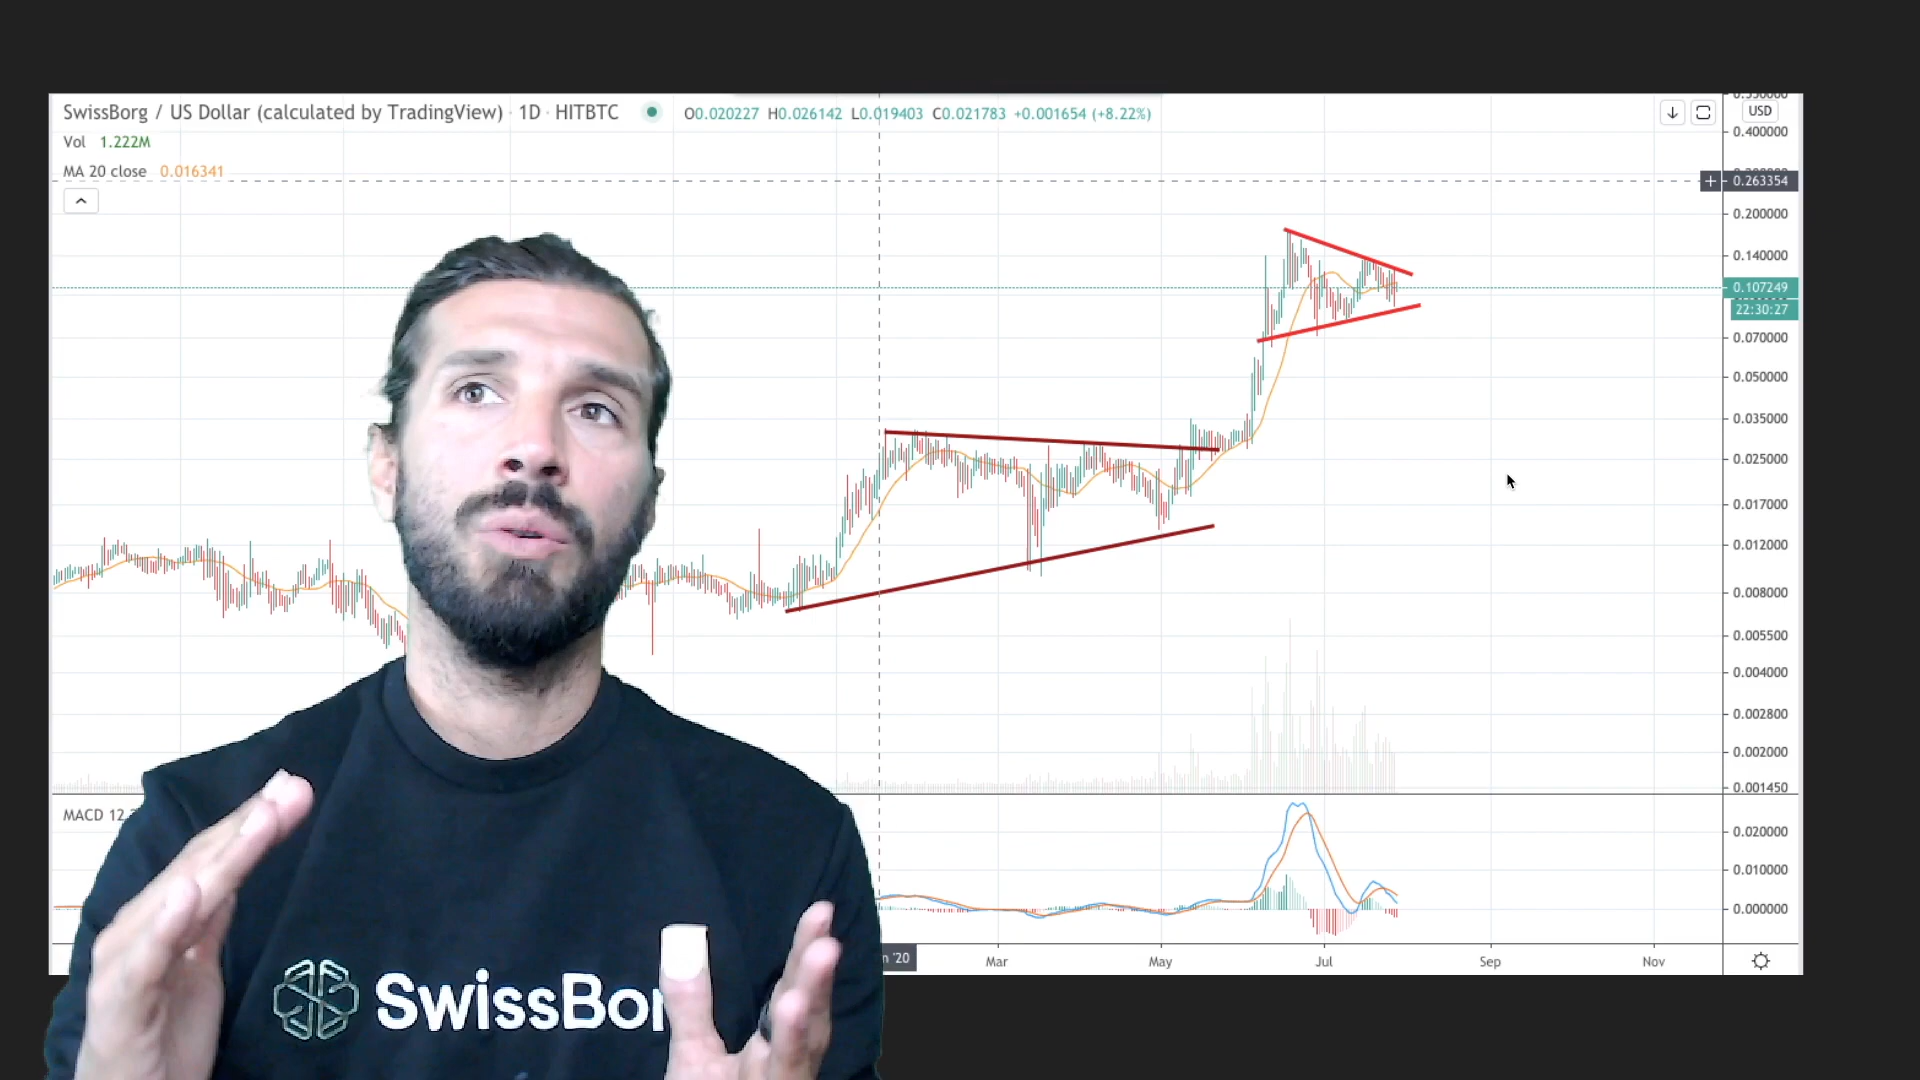 SwissBorg / US Dollar (calculated by TradingView) · 1D · HITBTC
O0.020227 H0.026142 L0.019403 C0.021783 +0.001654 (+8.22%)
USD
Vol 1.222M
MA 20 close 0.016341
0.400000
0.263354
0.200000
0.140000
0.107249
22:30:27
0.070000
0.050000
0.035000
0.025000
0.017000
0.012000
0.008000
0.005500
0.004000
0.002800
0.002000
0.001450
MACD 12
0.020000
0.010000
0.000000
'20
Mar
May
Jul
Sep
Nov
SwissBor